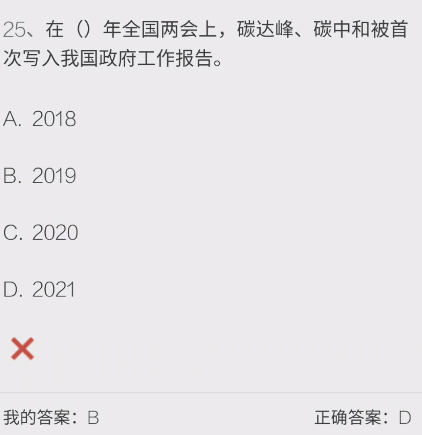 25、在（）年全国两会上，碳达峰、碳中和被首
次写入我国政府工作报告。
A. 2018
B. 2019
C. 2020
D. 2021
我的答案：B 正确答案：D